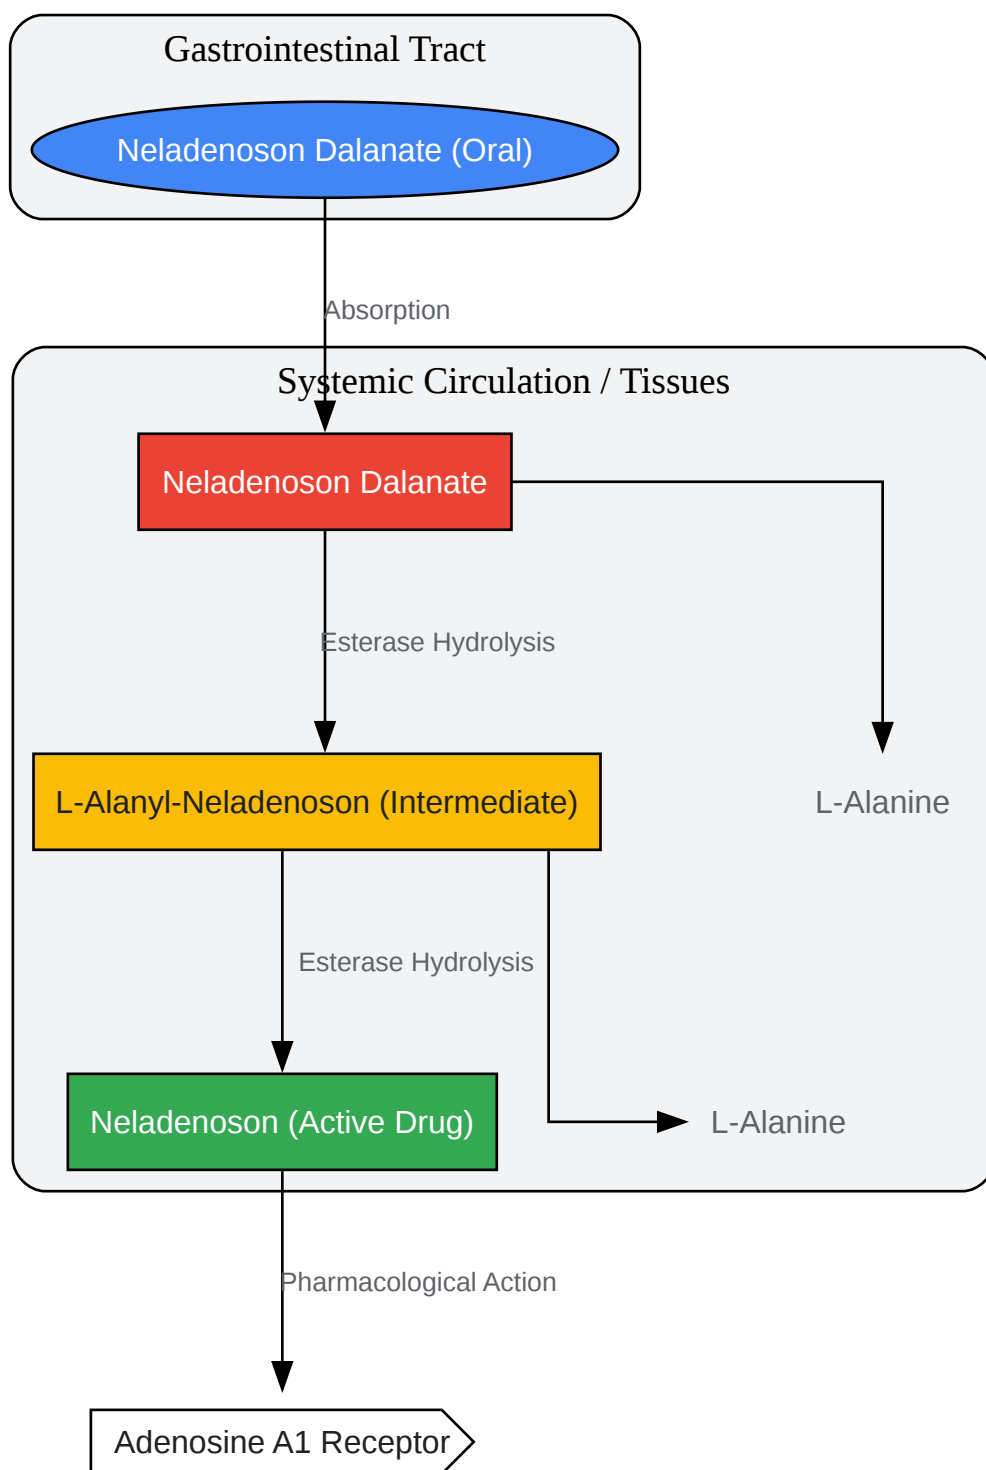 Gastrointestinal Tract
Neladenoson Dalanate (Oral)
Absorption
Systemic Circulation / Tissues
Neladenoson Dalanate
Esterase Hydrolysis
L-Alanyl-Neladenoson (Intermediate)
L-Alanine
Esterase Hydrolysis
Neladenoson (Active Drug)
L-Alanine
Pharmacological Action
Adenosine A1 Receptor